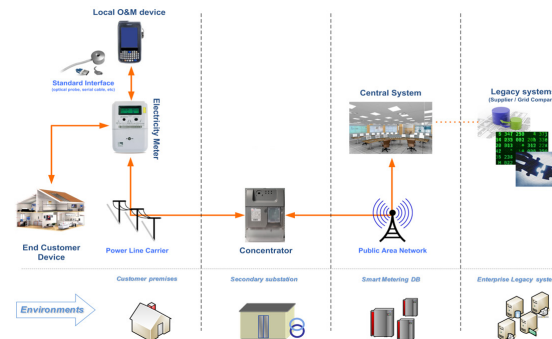 Local O&M device
Standard Interface
(optical probe, serial cable, etc)
Electricity Meter
Central System
Legacy system
(Supplier / Grid Compar
End Customer
Device
Power Line Carrier
Concentrator
Public Area Network
Customer premises
Secondary substation
Smart Metering DB
Enterprise Legacy syste
Environments